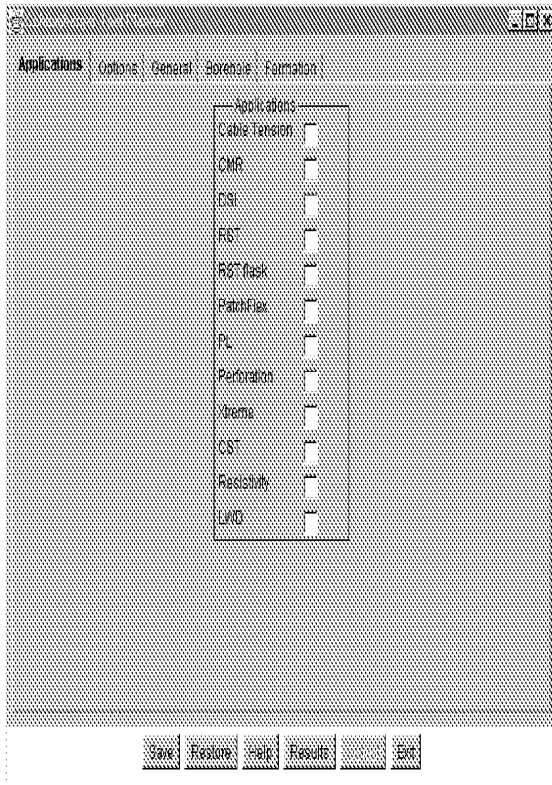 Applications Options General Borehole Formation
Applications
Cable Tension
CMR
DSI
RST
RST flask
PatchFlex
PL
Perforation
Xtreme
CST
Resistivity
LWD
Save Restore Help Results Exit